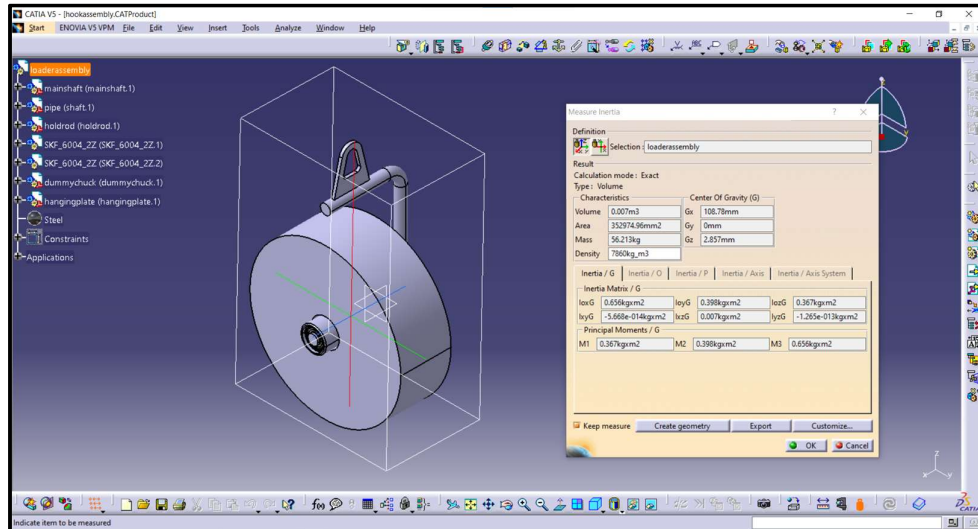 CATIA V5 - [hookassembly.CATProduct]
Start ENOVIA V5 VPM File Edit View Insert Tools Analyze Window Help
loaderassembly
mainshaft (mainshaft.1)
pipe (shaft.1)
holdrod (holdrod.1)
SKF_6004_2Z (SKF_6004_2Z.1)
SKF_6004_2Z (SKF_6004_2Z.2)
dummychuck (dummychuck.1)
hangingplate (hangingplate.1)
Steel
Constraints
Applications
Measure Inertia
Definition
Selection : loaderassembly
Result
Calculation mode : Exact
Type : Volume
Characteristics Center Of Gravity (G)
Volume 0.007m3 Gx 108.78mm
Area 352974.96mm2 Gy 0mm
Mass 56.213kg Gz 2.857mm
Density 7860kg_m3
Inertia / G Inertia / O Inertia / P Inertia / Axis Inertia / Axis System
Inertia Matrix / G
IoxG 0.656kgxm2 IoyG 0.398kgxm2 IozG 0.367kgxm2
IxyG -5.668e-014kgxm2 IxzG 0.007kgxm2 IyzG -1.265e-013kgxm2
Principal Moments / G
M1 0.367kgxm2 M2 0.398kgxm2 M3 0.656kgxm2
Keep measure Create geometry Export Customize...
OK Cancel
z
y
x
f(x)
Indicate item to be measured